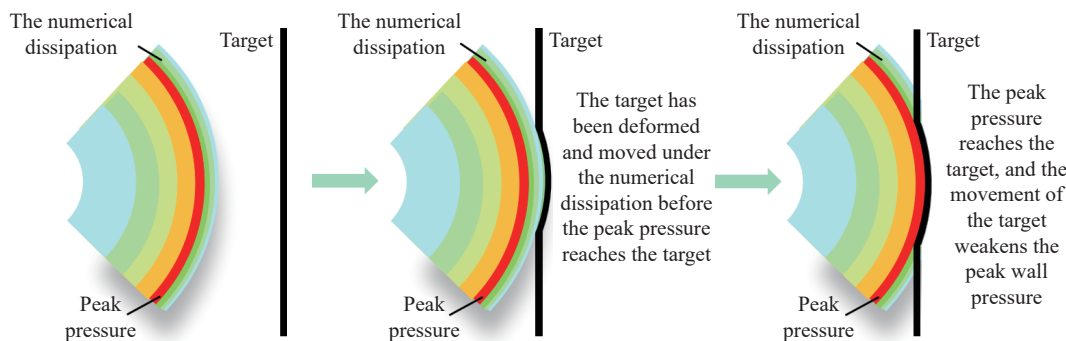 The numerical
dissipation
Target
Peak
pressure
The numerical
dissipation
Target
The target has
been deformed
and moved under
the numerical
dissipation before
the peak pressure
reaches the target
Peak
pressure
The numerical
dissipation
Target
The peak
pressure
reaches the
target, and the
movement of
the target
weakens the
peak wall
pressure
Peak
pressure